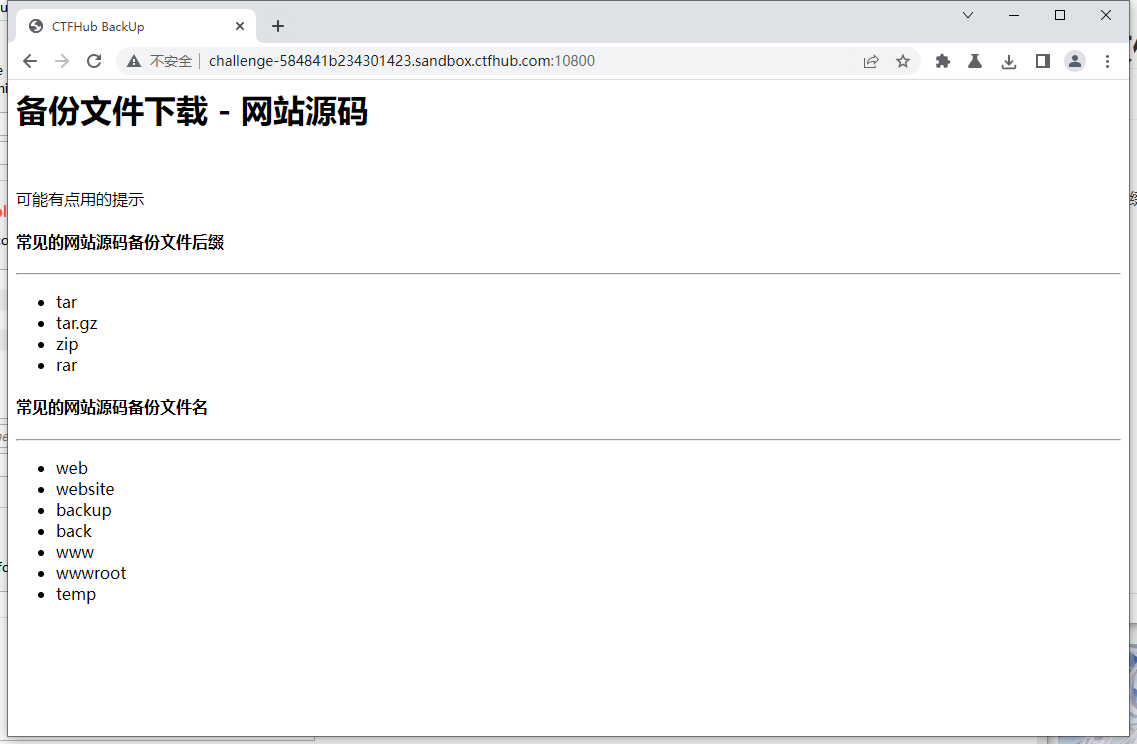 CTFHub BackUp
不安全
challenge-584841b234301423.sandbox.ctfhub.com:10800
备份文件下载 - 网站源码
可能有点用的提示
常见的网站源码备份文件后缀
tar
tar.gz
zip
rar
常见的网站源码备份文件名
web
website
backup
back
www
wwwroot
temp